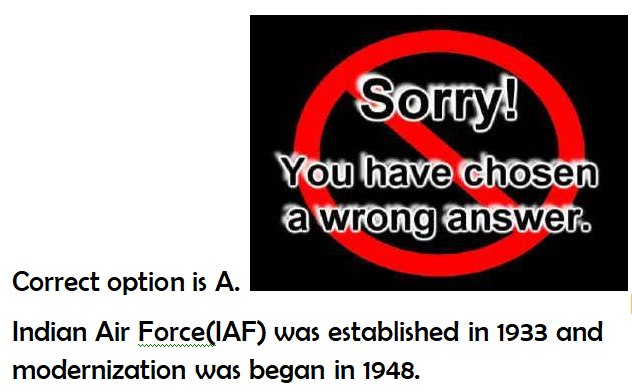 Sorry!
You have chosen
a wrong answer.
Correct option is A.
Indian Air Force(IAF) was established in 1933 and
modernization was began in 1948.